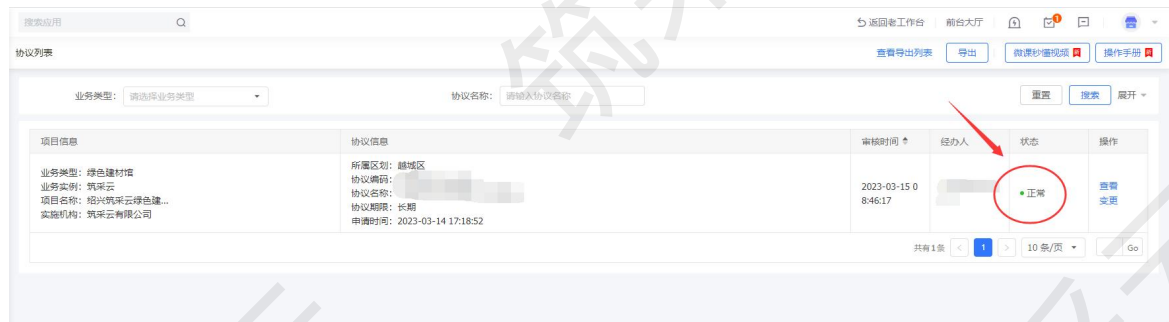 搜索应用
返回老工作台
前台大厅
1
协议列表
查看导出列表
导出
微课秒懂视频
操作手册
业务类型：
请选择业务类型
协议名称：
请输入协议名称
重置
搜索
展开
项目信息
协议信息
审核时间
经办人
状态
操作
业务类型：绿色建材馆
业务实例：筑采云
项目名称：绍兴筑采云绿色建...
实施机构：筑采云有限公司
所属区划：越城区
协议编码：
协议名称：
协议期限：长期
申请时间：2023-03-14 17:18:52
2023-03-15 0
8:46:17
正常
查看
变更
共有1条
1
10 条/页
Go